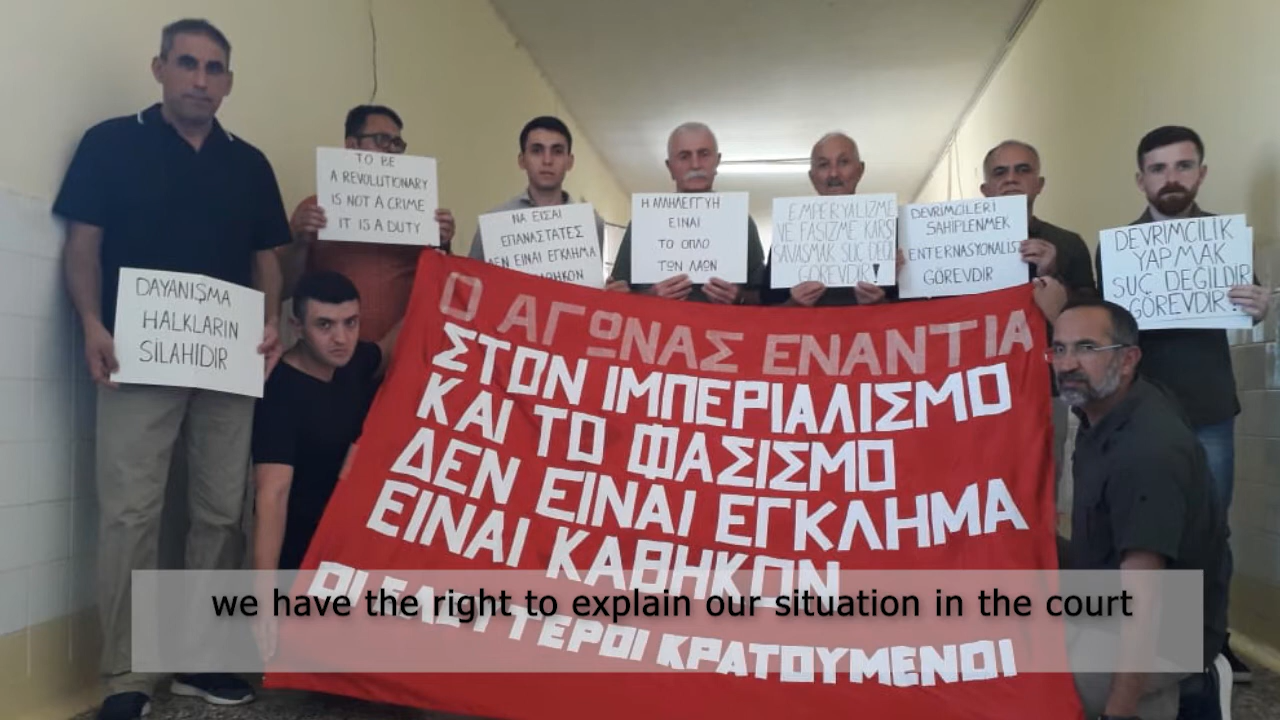 TO BE
A REVOLUTIONARY
IS NOT A CRIME
IT IS A DUTY
ΝΑ ΕΙΣΑΙ
ΕΠΑΝΑΣΤΑΤΕΣ
ΔΕΝ ΕΙΝΑΙ ΕΓΚΛΗΜΑ
ΚΑΘΗΚΟΝ
Η ΑΛΛΗΛΕΓΓΥΗ
ΕΙΝΑΙ
ΤΟ ΟΠΛΟ
ΤΩΝ ΛΑΩΝ
EMPERYALİZME
VE FAŞİZME KARŞI
SAVAŞMAK SUÇ DEĞİL
GÖREVDİR!
DEVRİMCİLERİ
SAHİPLENMEK
ENTERNASYONALİST
GÖREVDİR
DEVRİMCİLİK
YAPMAK
SUÇ DEĞİLDİR
GÖREVDİR!
DAYANIŞMA
HALKLARIN
SİLAHIDIR
Ο ΑΓΩΝΑΣ ΕΝΑΝΤΙΑ
ΣΤΟΝ ΙΜΠΕΡΙΑΛΙΣΜΟ
ΚΑΙ ΤΟ ΦΑΣΙΣΜΟ
ΔΕΝ ΕΙΝΑΙ ΕΓΚΛΗΜΑ
ΕΙΝΑΙ ΚΑΘΗΚΟΝ
ΟΙ ΕΛΕΥΤΕΡΟΙ ΚΡΑΤΟΥΜΕΝΟΙ
we have the right to explain our situation in the court